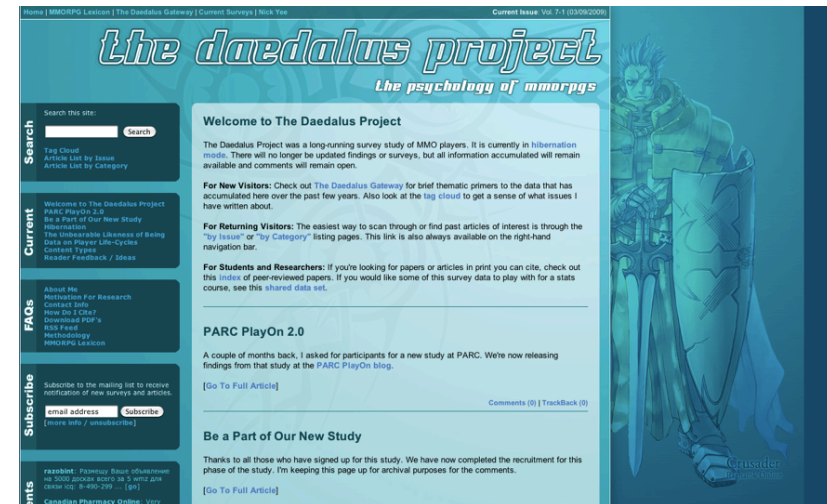 Home | MMORPG Lexicon | The Daedalus Gateway | Current Surveys | Nick Yee
Current Issue: Vol. 7-1 (03/09/2009)
the daedalus project
the psychology of mmorpgs
Search
Search this site:
Search
Tag Cloud
Article List by Issue
Article List by Category
Current
Welcome to The Daedalus Project
PARC PlayOn 2.0
Be a Part of Our New Study
Hibernation
The Unbearable Likeness of Being
Data on Player Life-Cycles
Content Types
Reader Feedback / Ideas
FAQs
About Me
Motivation For Research
Contact Info
How Do I Cite?
Download PDF's
RSS Feed
Methodology
MMORPG Lexicon
Subscribe
Subscribe to the mailing list to receive
notification of new surveys and articles.
email address
Subscribe
[more info / unsubscribe]
razobint: Размещу Ваше объявление
на 5000 досках всего за 5 wmz для
связи icq: 8-490-299 ... [go]
Canadian Pharmacy Online: Very
Welcome to The Daedalus Project
The Daedalus Project was a long-running survey study of MMO players. It is currently in hibernation
mode. There will no longer be updated findings or surveys, but all information accumulated will remain
available and comments will remain open.
For New Visitors: Check out The Daedalus Gateway for brief thematic primers to the data that has
accumulated here over the past few years. Also look at the tag cloud to get a sense of what issues I
have written about.
For Returning Visitors: The easiest way to scan through or find past articles of interest is through the
"by Issue" or "by Category" listing pages. This link is also always available on the right-hand
navigation bar.
For Students and Researchers: If you're looking for papers or articles in print you can cite, check out
this index of peer-reviewed papers. If you would like some of this survey data to play with for a stats
course, see this shared data set.
PARC PlayOn 2.0
A couple of months back, I asked for participants for a new study at PARC. We're now releasing
findings from that study at the PARC PlayOn blog.
[Go To Full Article]
Comments (0) | TrackBack (0)
Be a Part of Our New Study
Thanks to all those who have signed up for this study. We have now completed the recruitment for this
phase of the study. I'm keeping this page up for archival purposes for the comments.
[Go To Full Article]
Crusader